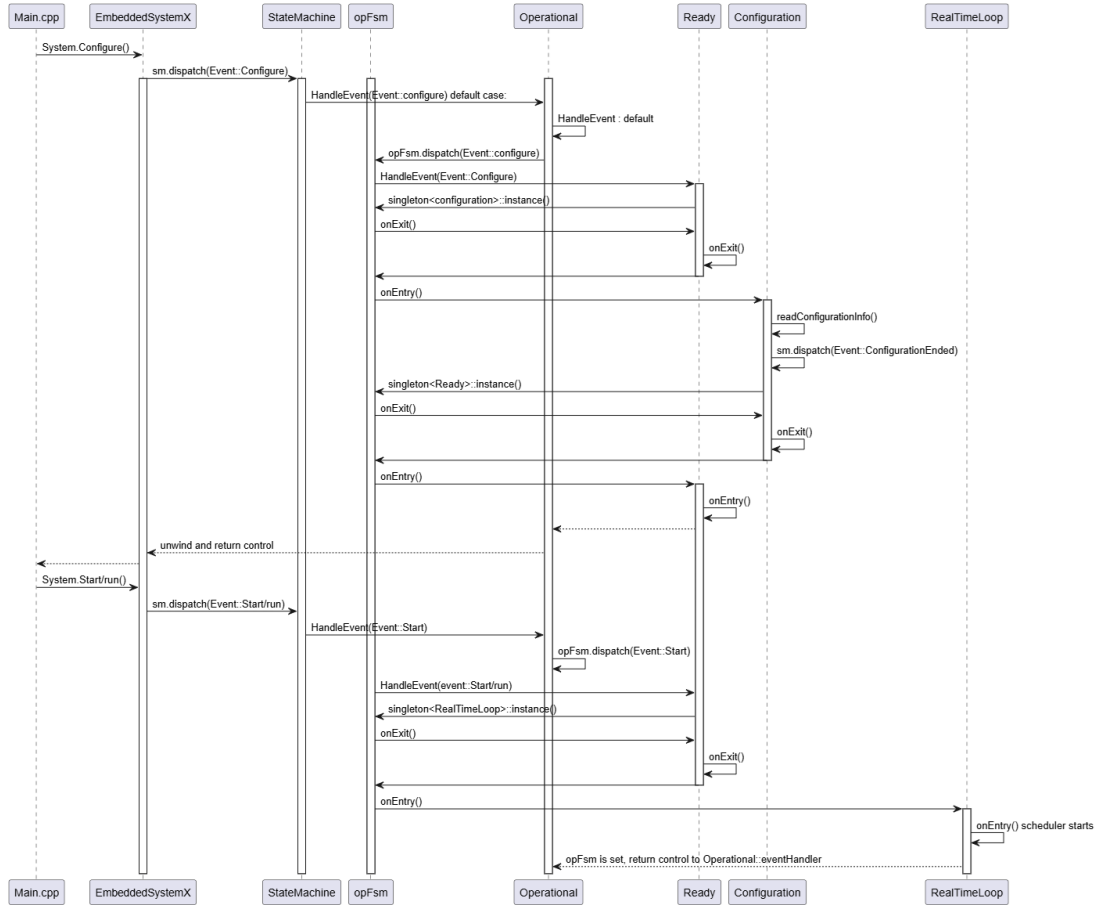 Main.cpp
EmbeddedSystemX
StateMachine
opFsm
Operational
Ready
Configuration
RealTimeLoop
System.Configure()
sm.dispatch(Event::Configure)
HandleEvent(Event::configure) default case:
HandleEvent : default
opFsm.dispatch(Event::configure)
HandleEvent(Event::Configure)
singleton<configuration>::instance()
onExit()
onExit()
onEntry()
readConfigurationInfo()
sm.dispatch(Event::ConfigurationEnded)
singleton<Ready>::instance()
onExit()
onExit()
onEntry()
onEntry()
unwind and return control
System.Start/run()
sm.dispatch(Event::Start/run)
HandleEvent(Event::Start)
opFsm.dispatch(Event::Start)
HandleEvent(event::Start/run)
singleton<RealTimeLoop>::instance()
onExit()
onExit()
onEntry()
onEntry() scheduler starts
opFsm is set, return control to Operational::eventHandler
Main.cpp
EmbeddedSystemX
StateMachine
opFsm
Operational
Ready
Configuration
RealTimeLoop